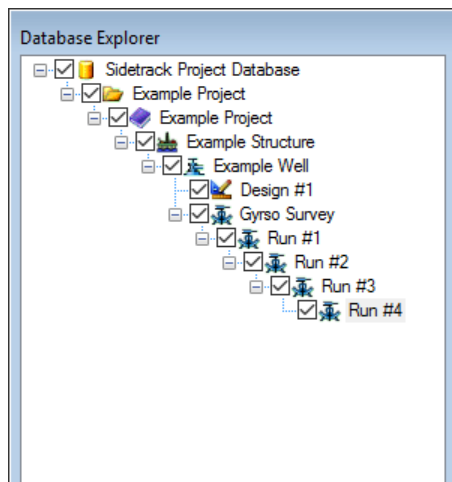 Database Explorer
Sidetrack Project Database
Example Project
Example Project
Example Structure
Example Well
Design #1
Gyrso Survey
Run #1
Run #2
Run #3
Run #4